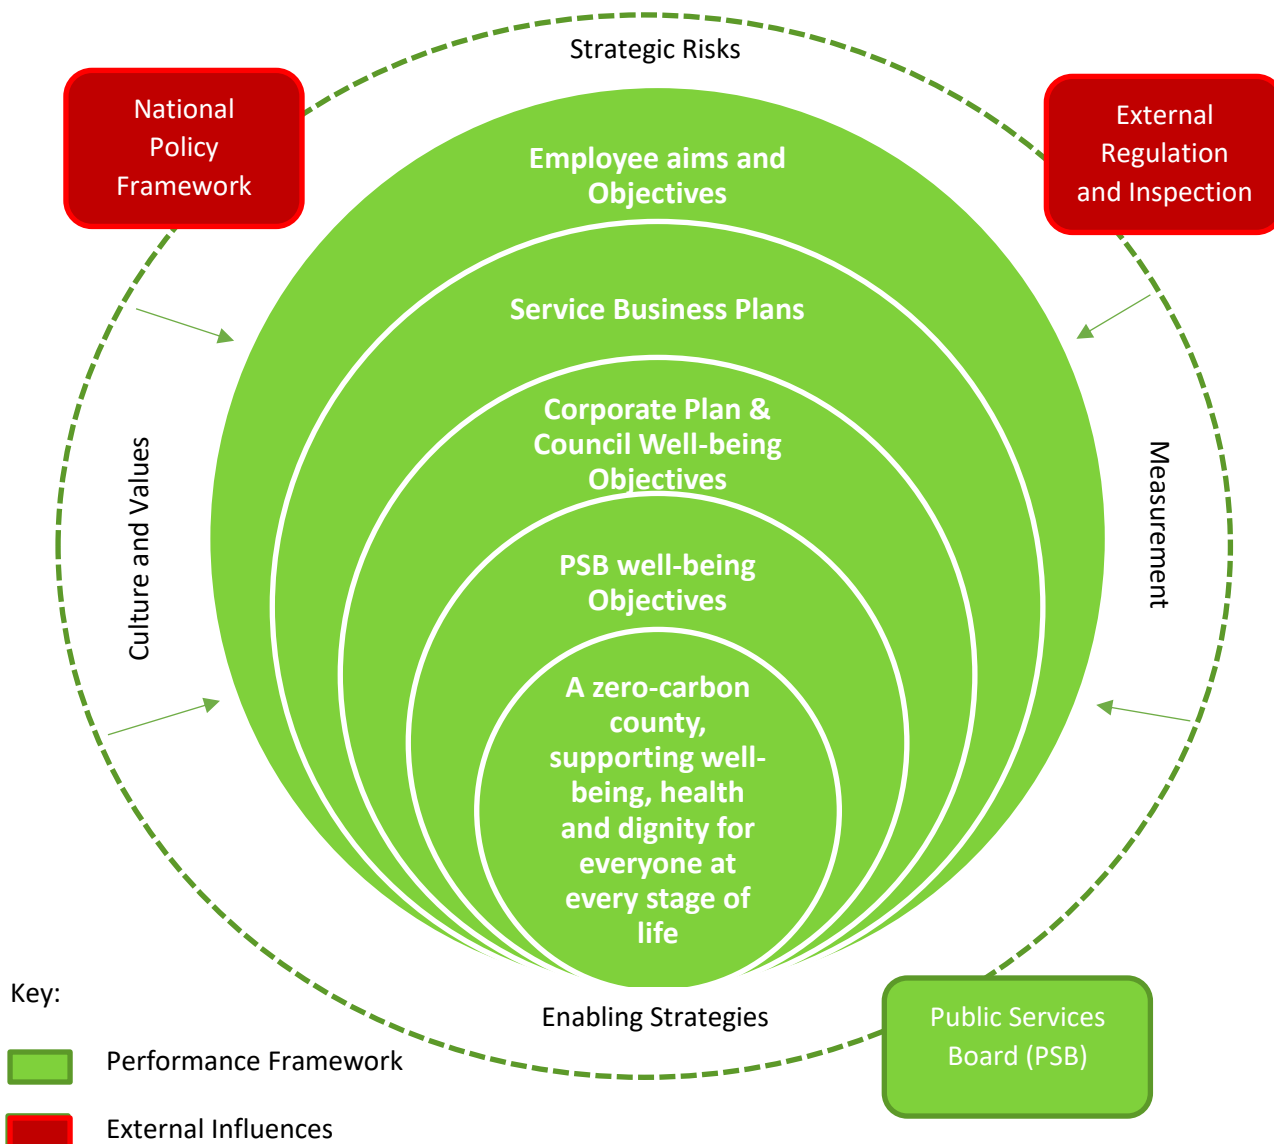 Strategic Risks
National
Policy
Framework
External
Regulation
and Inspection
Employee aims and
Objectives
Service Business Plans
Corporate Plan &
Council Well-being
Objectives
Culture and Values
Measurement
PSB well-being
Objectives
A zero-carbon
county,
supporting well-
being, health
and dignity for
everyone at
every stage of
life
Enabling Strategies
Public Services
Board (PSB)
Key:
Performance Framework
External Influences